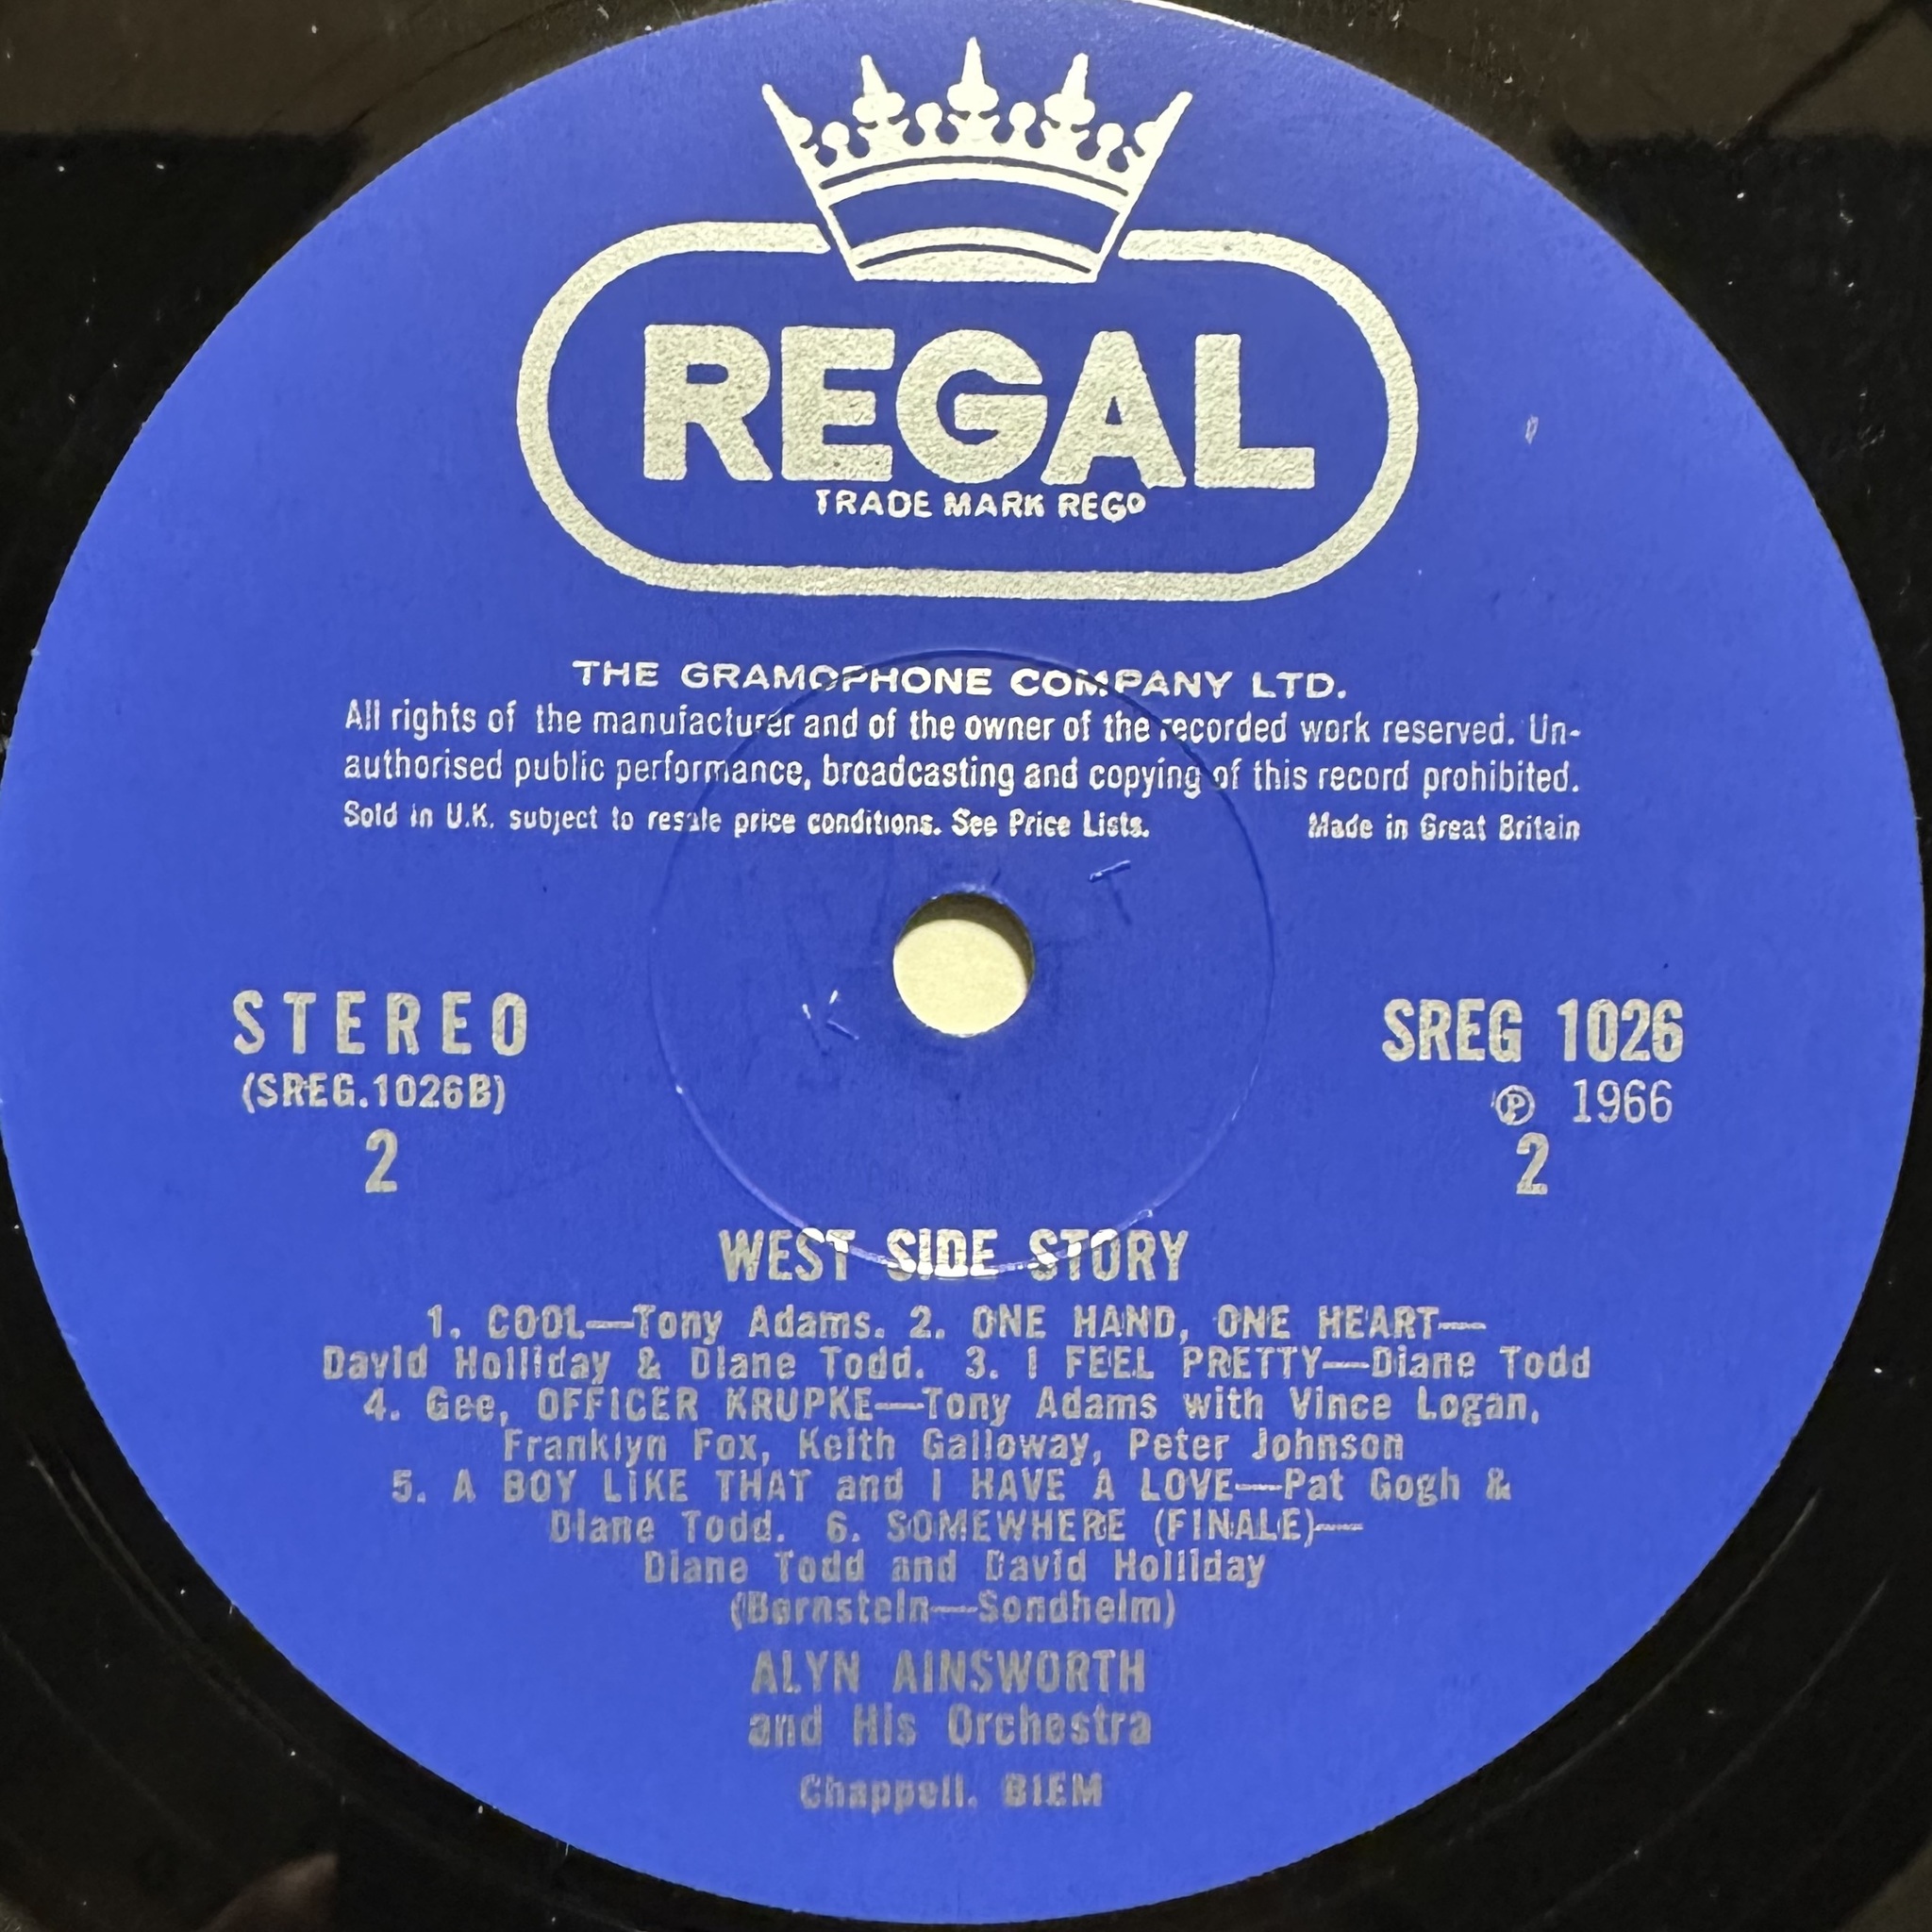 REGAL
TRADE MARK REGD
THE GRAMOPHONE COMPANY LTD.
All rights of the manufacturer and of the owner of the recorded work reserved. Un-
authorised public performance, broadcasting and copying of this record prohibited.
Sold in U.K. subject to resale price conditions. See Price Lists. Made in Great Britain
STEREO
(SREG.1026B)
2
SREG 1026
Ⓟ 1966
2
WEST SIDE STORY
1. COOL—Tony Adams. 2. ONE HAND, ONE HEART—
David Holliday & Diane Todd. 3. I FEEL PRETTY—Diane Todd
4. Gee, OFFICER KRUPKE—Tony Adams with Vince Logan,
Franklyn Fox, Keith Galloway, Peter Johnson
5. A BOY LIKE THAT and I HAVE A LOVE—Pat Gogh &
Diane Todd. 6. SOMEWHERE (FINALE)—
Diane Todd and David Holliday
(Bernstein—Sondheim)
ALYN AINSWORTH
and His Orchestra
Chappell. BIEM